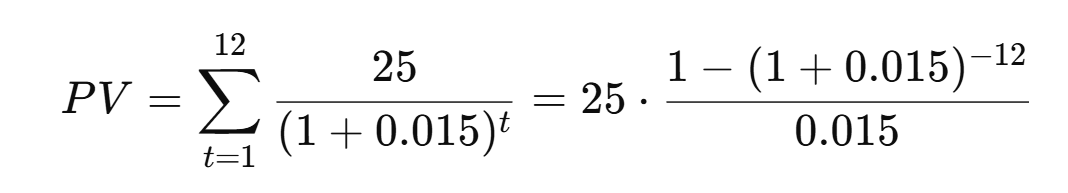 PV = \sum_{t=1}^{12} \frac{25}{(1 + 0.015)^t} = 25 \cdot \frac{1 - (1 + 0.015)^{-12}}{0.015}